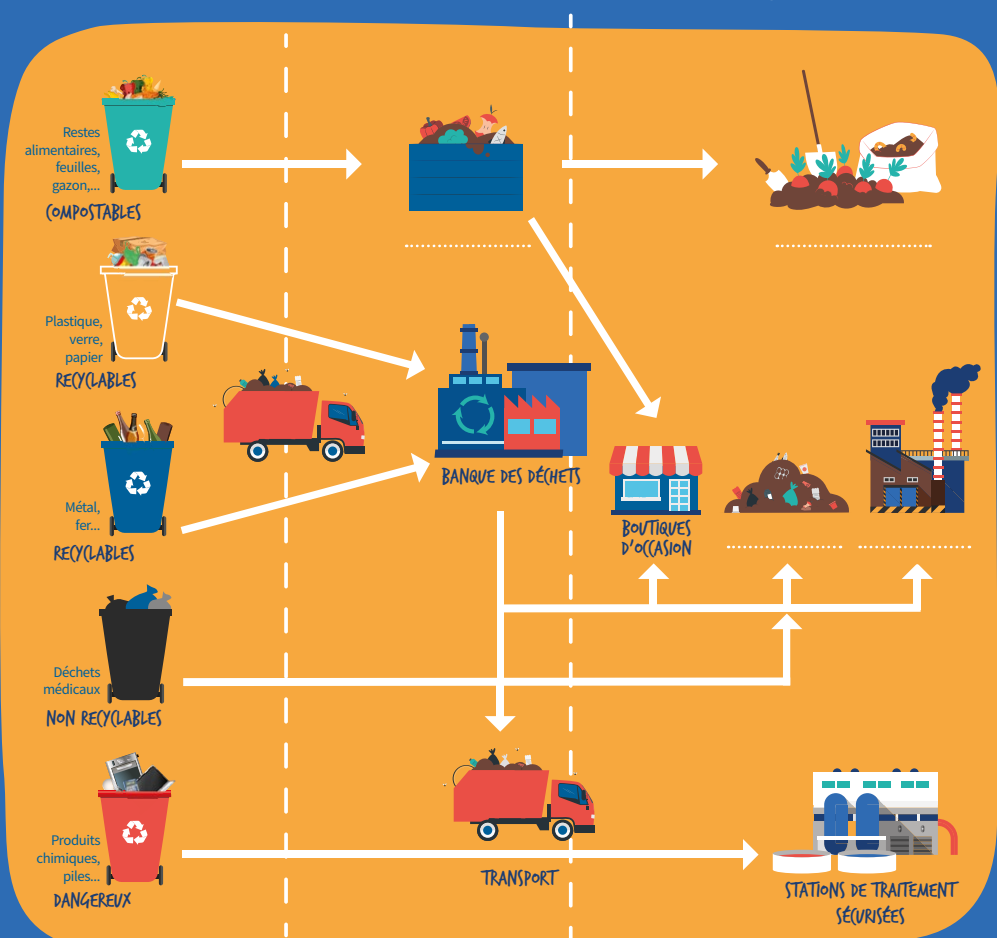 Restes
alimentaires,
feuilles,
gazon,...
COMPOSTABLES
Plastique,
verre,
papier
RECYCLABLES
BANQUE DES DÉCHETS
Métal,
fer...
RECYCLABLES
BOUTIQUES
D'OCCASION
Déchets
médicaux
NON RECYCLABLES
Produits
chimiques,
piles...
DANGEREUX
TRANSPORT
STATIONS DE TRAITEMENT
SÉCURISÉES